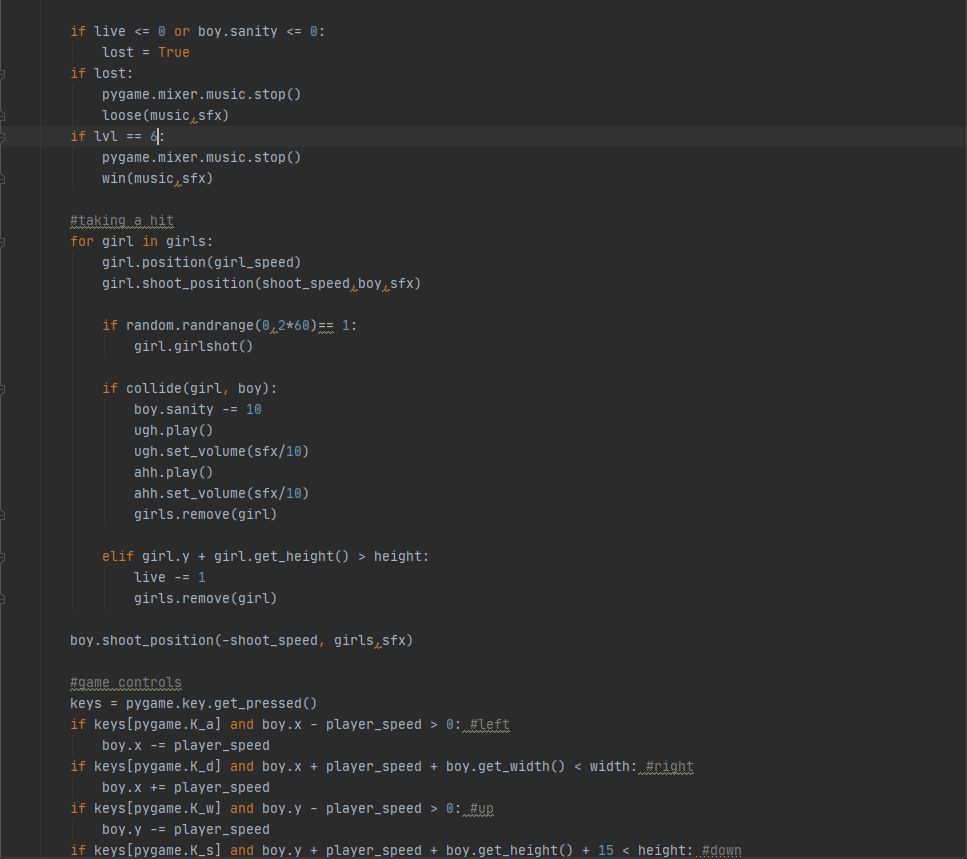 if live <= 0 or boy.sanity <= 0:
    lost = True
if lost:
    pygame.mixer.music.stop()
    loose(music,sfx)
if lvl == 6:
    pygame.mixer.music.stop()
    win(music,sfx)

#taking a hit
for girl in girls:
    girl.position(girl_speed)
    girl.shoot_position(shoot_speed,boy,sfx)

    if random.randrange(0,2*60)== 1:
        girl.girlshot()

    if collide(girl, boy):
        boy.sanity -= 10
        ugh.play()
        ugh.set_volume(sfx/10)
        ahh.play()
        ahh.set_volume(sfx/10)
        girls.remove(girl)

    elif girl.y + girl.get_height() > height:
        live -= 1
        girls.remove(girl)

boy.shoot_position(-shoot_speed, girls,sfx)

#game controls
keys = pygame.key.get_pressed()
if keys[pygame.K_a] and boy.x - player_speed > 0: #left
    boy.x -= player_speed
if keys[pygame.K_d] and boy.x + player_speed + boy.get_width() < width: #right
    boy.x += player_speed
if keys[pygame.K_w] and boy.y - player_speed > 0: #up
    boy.y -= player_speed
if keys[pygame.K_s] and boy.y + player_speed + boy.get_height() + 15 < height: #down